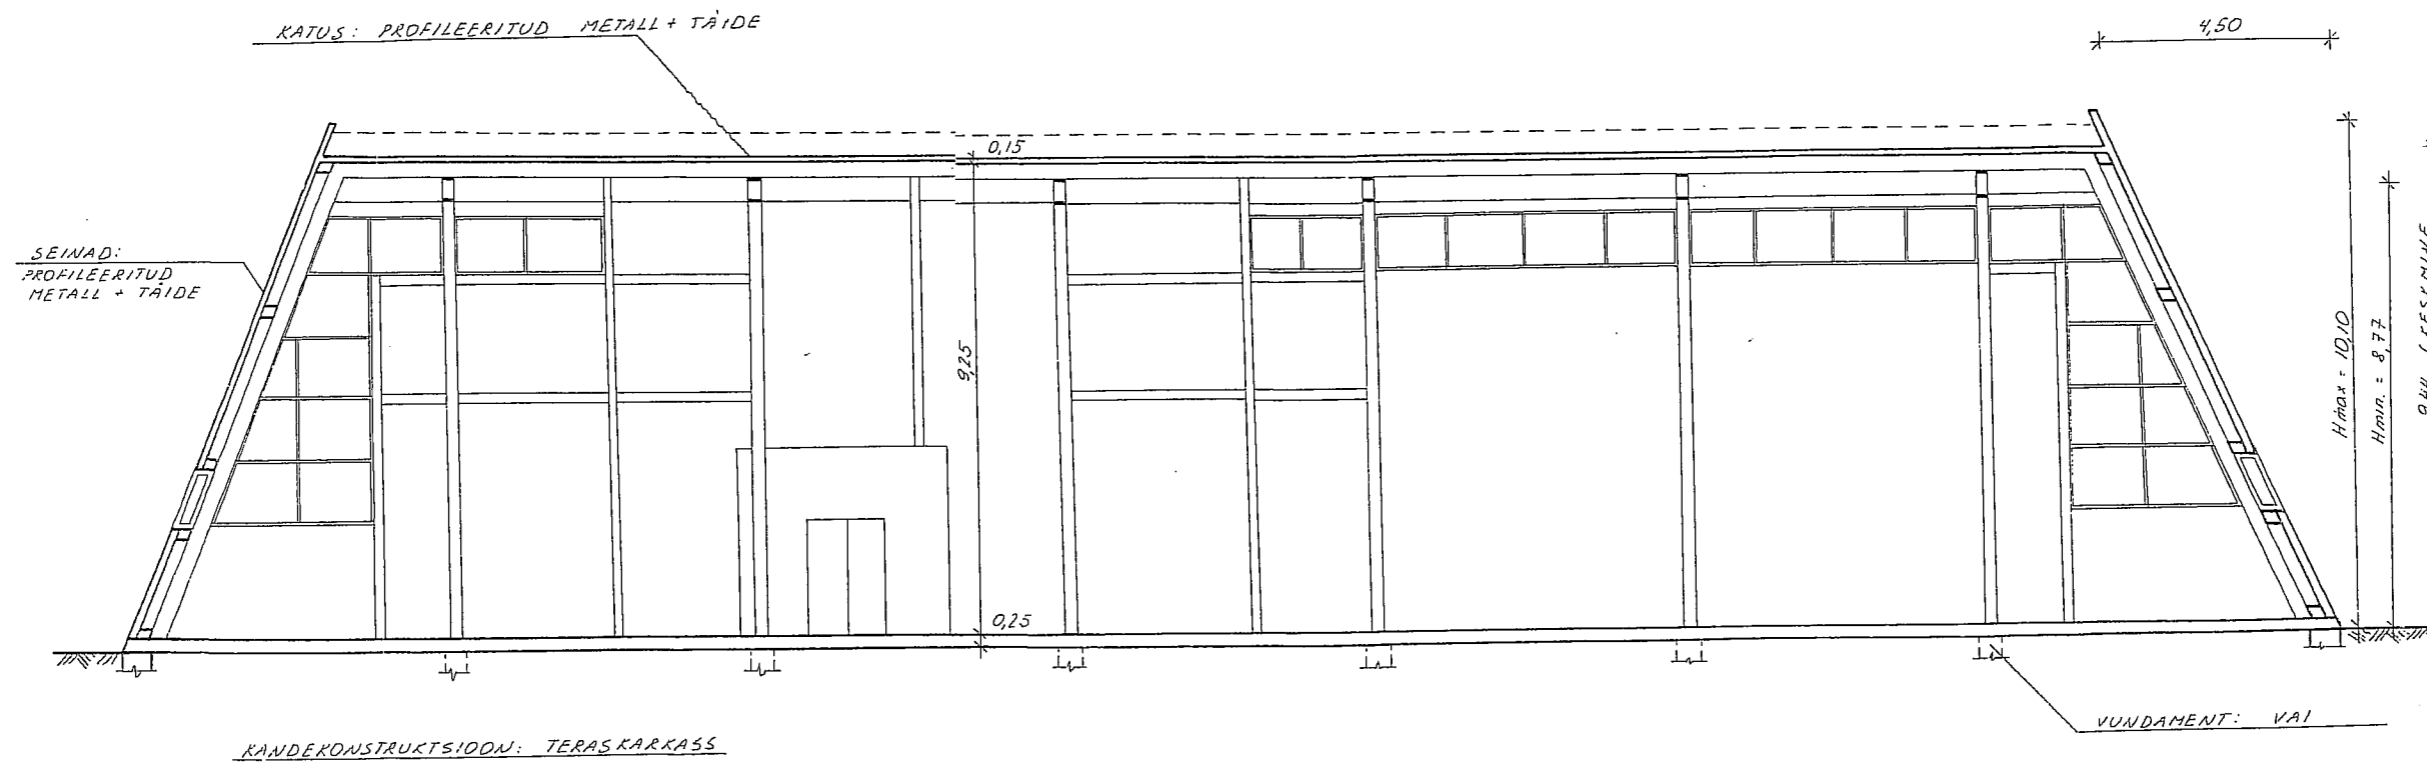 KATUS: PROFILEERITUD METALL + TÄIDE
4,50
0,15
SEINAD:
PROFILEERITUD
METALL + TÄIDE
9,25
Hmax = 10,10
Hmin. = 8,77
0,25
VUNDAMENT: VAI
KANDEKONSTRUKTSIOON: TERASKARKASS